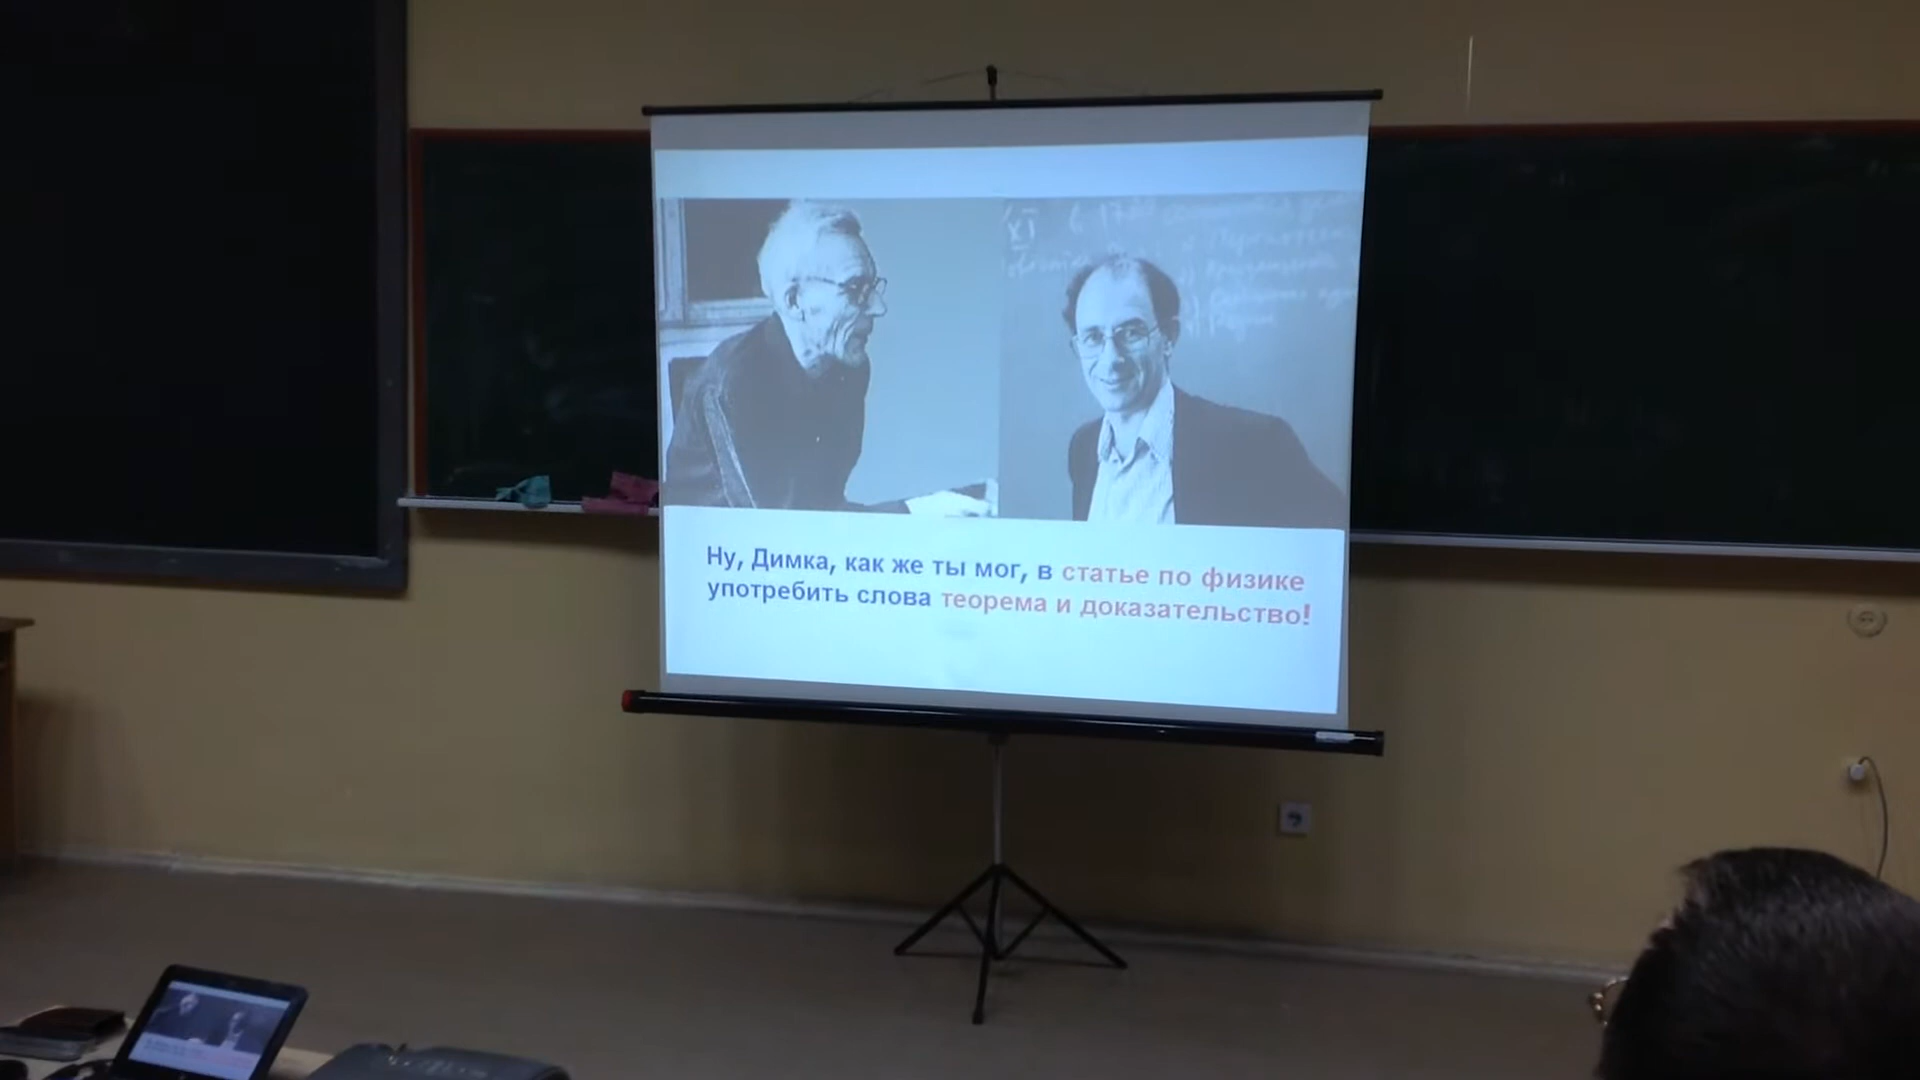 Ну, Димка, как же ты мог, в статье по физике
употребить слова теорема и доказательство!